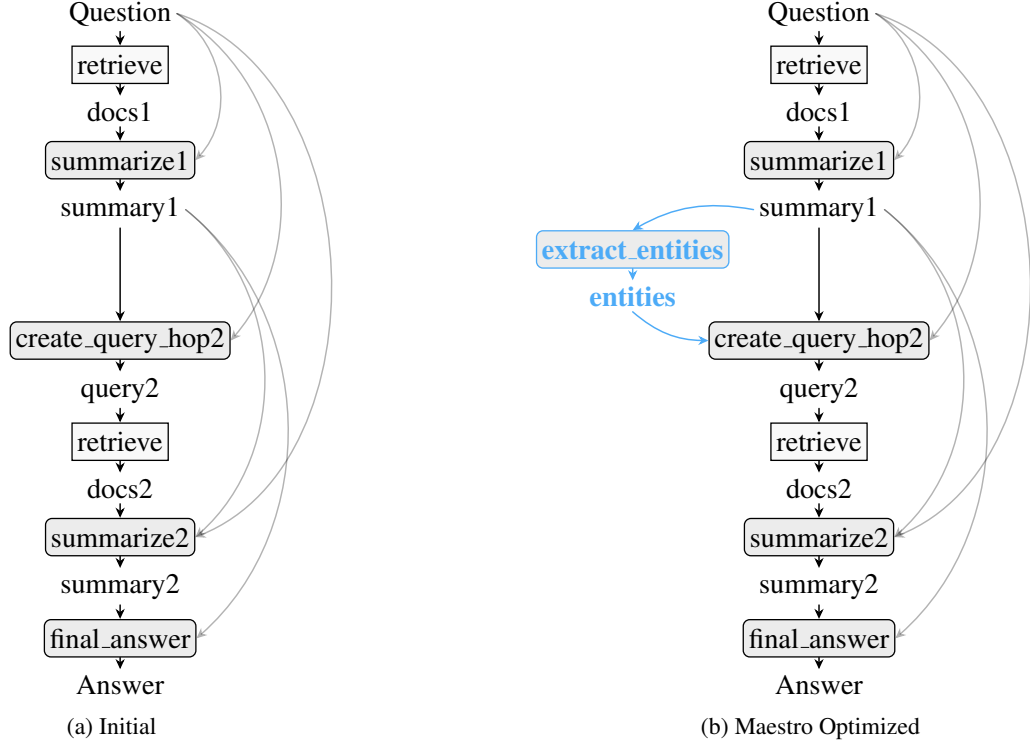 Question
retrieve
docs1
summarize1
summary1
create_query_hop2
query2
retrieve
docs2
summarize2
summary2
final_answer
Answer
(a) Initial
Question
retrieve
docs1
summarize1
summary1
extract_entities
entities
create_query_hop2
query2
retrieve
docs2
summarize2
summary2
final_answer
Answer
(b) Maestro Optimized